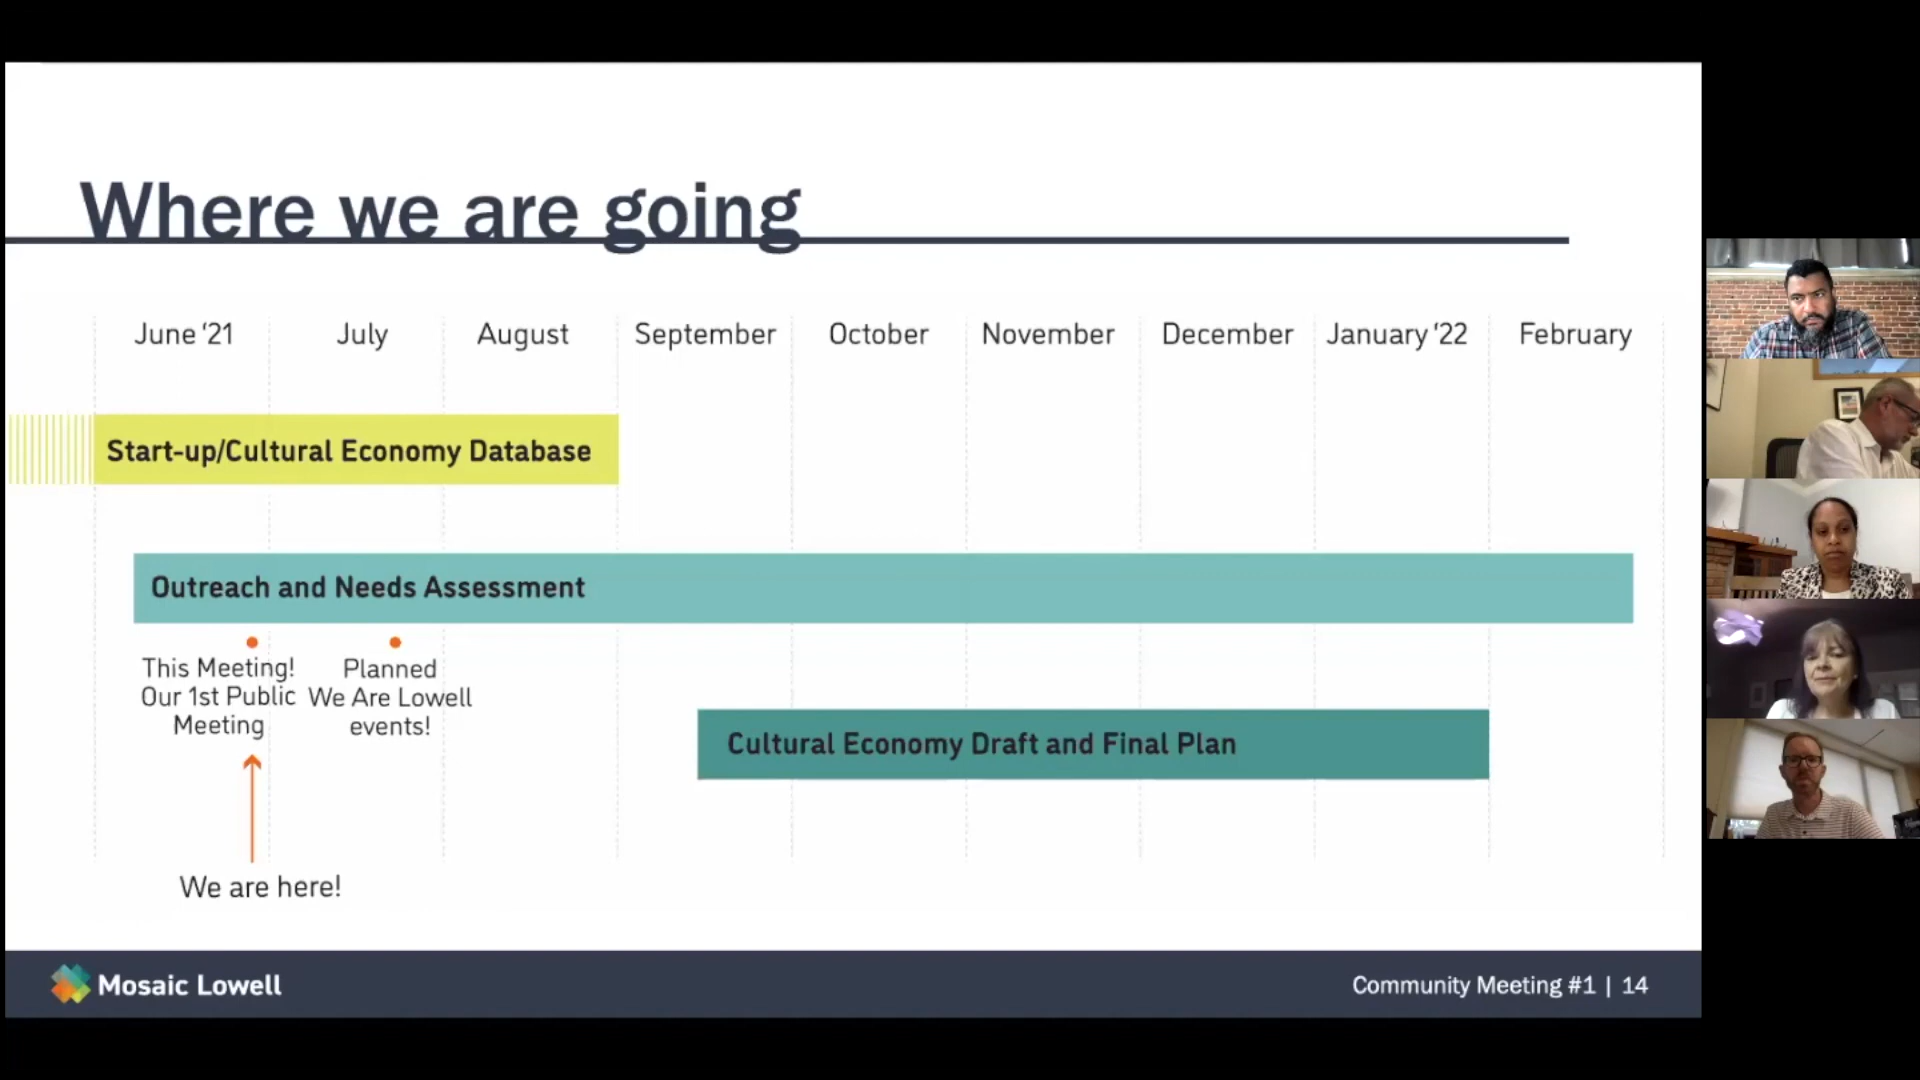 Where we are going
June ‘21 July August September October November December January ‘22 February
Start-up/Cultural Economy Database
Outreach and Needs Assessment
This Meeting!
Our 1st Public
Meeting
Planned
We Are Lowell
events!
Cultural Economy Draft and Final Plan
We are here!
Mosaic Lowell
Community Meeting #1 | 14